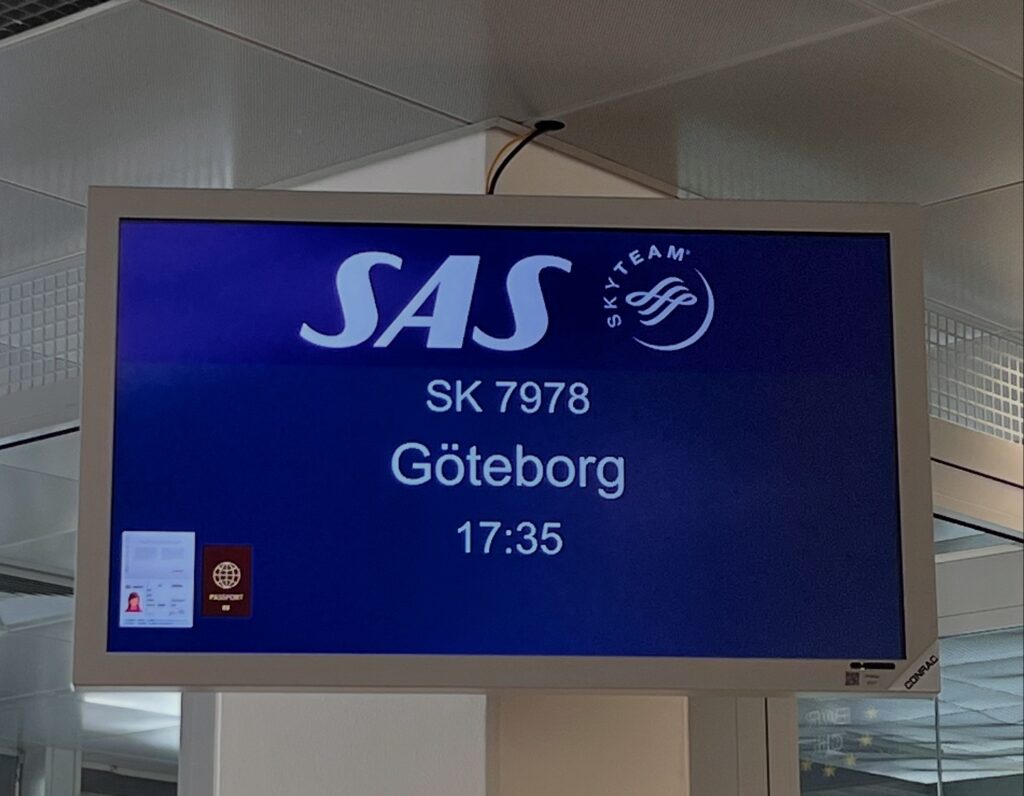 SAS
SKYTEAM
SK 7978
Göteborg
17:35
PASSPORT
CONRAC